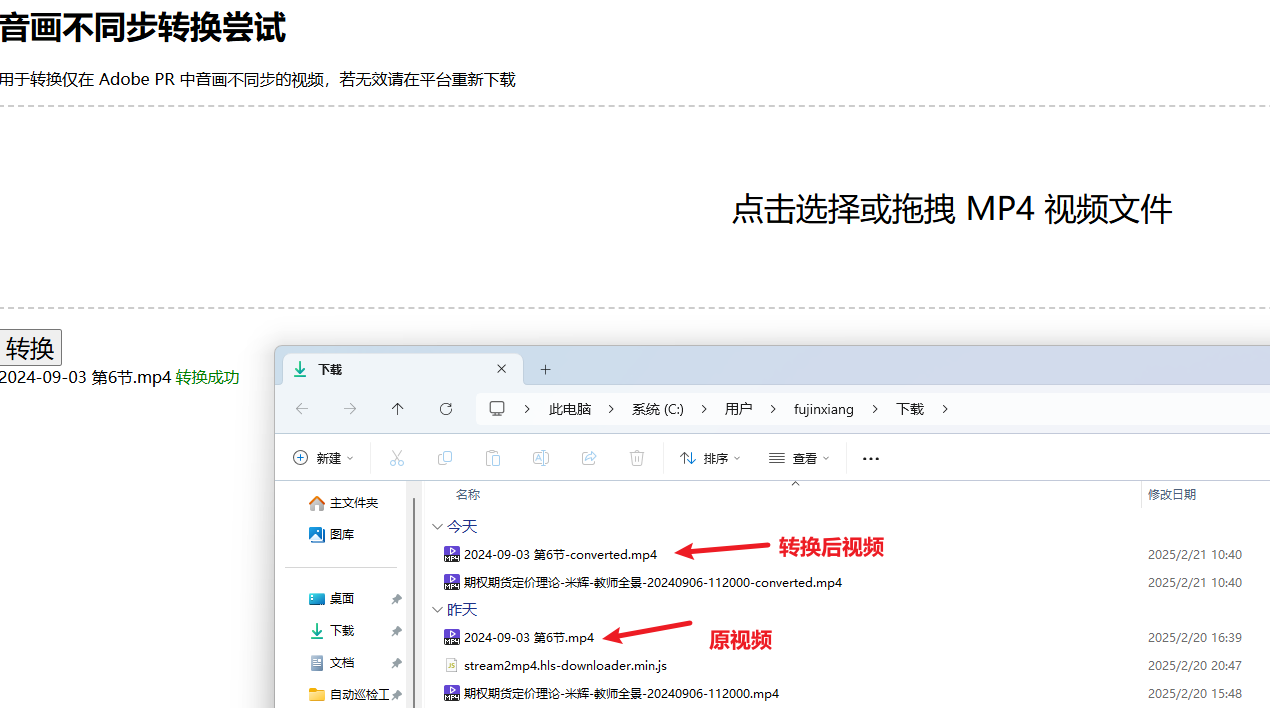 音画不同步转换尝试
用于转换仅在 Adobe PR 中音画不同步的视频，若无效请在平台重新下载
点击选择或拖拽 MP4 视频文件
转换
2024-09-03 第6节.mp4 转换成功
下载
此电脑 > 系统 (C:) > 用户 > fujinxiang > 下载 >
新建 排序 查看 ...
名称 修改日期
主文件夹
图库
桌面
下载
文档
自动巡检工
今天
2024-09-03 第6节-converted.mp4 转换后视频 2025/2/21 10:40
期权期货定价理论-米辉-教师全景-20240906-112000-converted.mp4 2025/2/21 10:40
昨天
2024-09-03 第6节.mp4 原视频 2025/2/20 16:39
JS stream2mp4.hls-downloader.min.js 2025/2/20 20:47
期权期货定价理论-米辉-教师全景-20240906-112000.mp4 2025/2/20 15:48